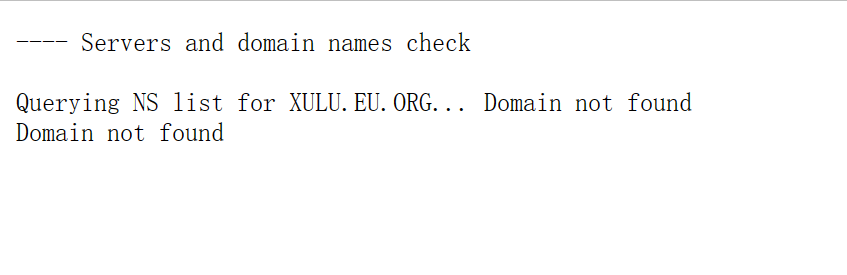 ---- Servers and domain names check
Querying NS list for XULU.EU.ORG... Domain not found
Domain not found